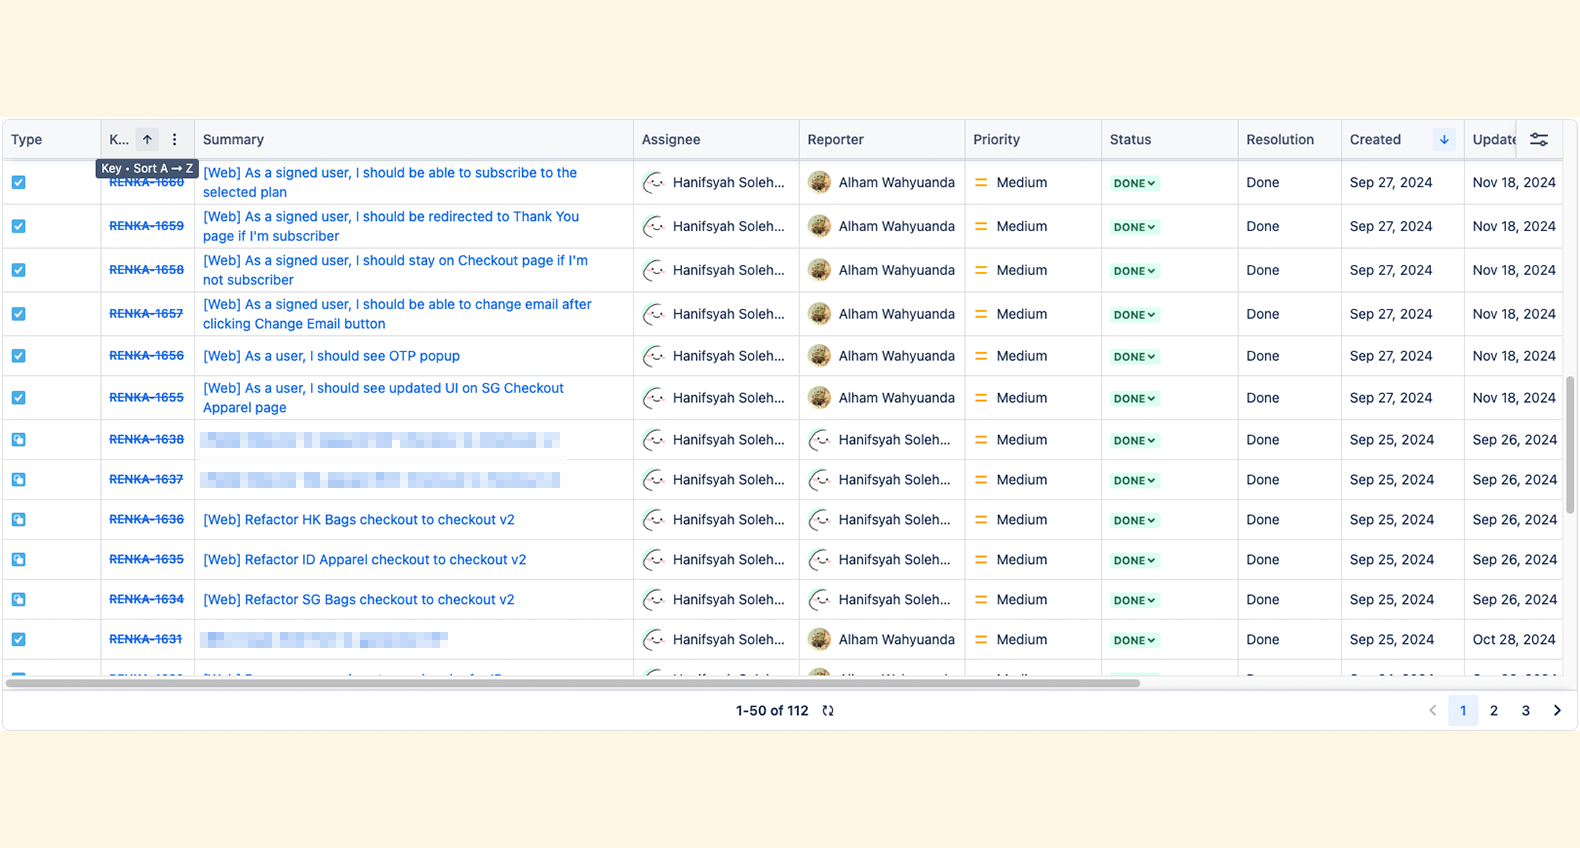 Type K... Summary Assignee Reporter Priority Status Resolution Created Update
Key • Sort A → Z
RENKA-1660 [Web] As a signed user, I should be able to subscribe to the Hanifsyah Soleh... Alham Wahyuanda Medium DONE Done Sep 27, 2024 Nov 18, 2024
selected plan
RENKA-1659 [Web] As a signed user, I should be redirected to Thank You Hanifsyah Soleh... Alham Wahyuanda Medium DONE Done Sep 27, 2024 Nov 18, 2024
page if I'm subscriber
RENKA-1658 [Web] As a signed user, I should stay on Checkout page if I'm Hanifsyah Soleh... Alham Wahyuanda Medium DONE Done Sep 27, 2024 Nov 18, 2024
not subscriber
RENKA-1657 [Web] As a signed user, I should be able to change email after Hanifsyah Soleh... Alham Wahyuanda Medium DONE Done Sep 27, 2024 Nov 18, 2024
clicking Change Email button
RENKA-1656 [Web] As a user, I should see OTP popup Hanifsyah Soleh... Alham Wahyuanda Medium DONE Done Sep 27, 2024 Nov 18, 2024
RENKA-1655 [Web] As a user, I should see updated UI on SG Checkout Hanifsyah Soleh... Alham Wahyuanda Medium DONE Done Sep 27, 2024 Nov 18, 2024
Apparel page
RENKA-1638 Hanifsyah Soleh... Hanifsyah Soleh... Medium DONE Done Sep 25, 2024 Sep 26, 2024
RENKA-1637 Hanifsyah Soleh... Hanifsyah Soleh... Medium DONE Done Sep 25, 2024 Sep 26, 2024
RENKA-1636 [Web] Refactor HK Bags checkout to checkout v2 Hanifsyah Soleh... Hanifsyah Soleh... Medium DONE Done Sep 25, 2024 Sep 26, 2024
RENKA-1635 [Web] Refactor ID Apparel checkout to checkout v2 Hanifsyah Soleh... Hanifsyah Soleh... Medium DONE Done Sep 25, 2024 Sep 26, 2024
RENKA-1634 [Web] Refactor SG Bags checkout to checkout v2 Hanifsyah Soleh... Hanifsyah Soleh... Medium DONE Done Sep 25, 2024 Sep 26, 2024
RENKA-1631 Hanifsyah Soleh... Alham Wahyuanda Medium DONE Done Sep 25, 2024 Oct 28, 2024
1-50 of 112 1 2 3